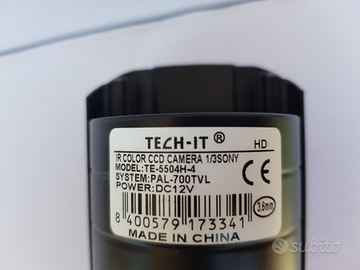 TECH-IT ®
HD
IR COLOR CCD CAMERA 1/3SONY
MODEL:TE-5504H-4
SYSTEM:PAL-700TVL
POWER:DC12V
CE
3.6mm
8 400579 173341
MADE IN CHINA
subito